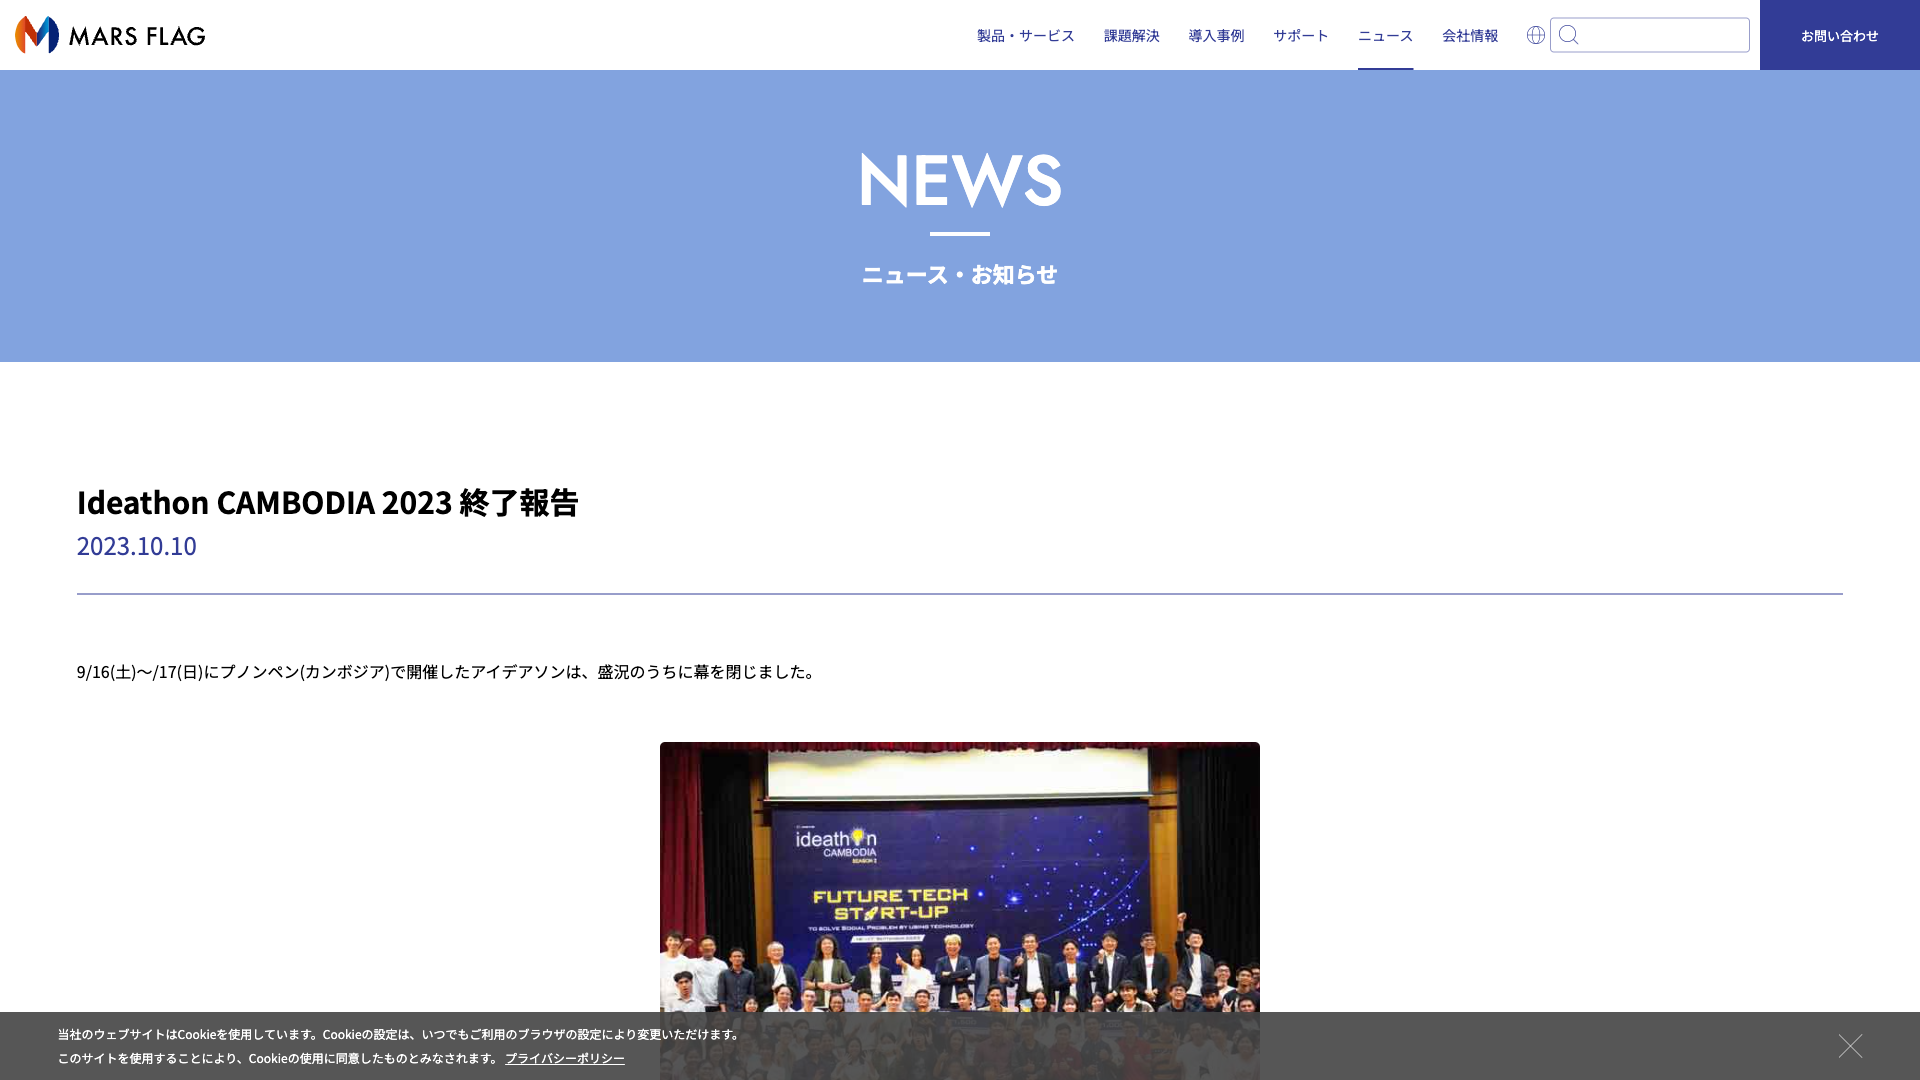 MARS FLAG
製品・サービス 課題解決 導入事例 サポート ニュース 会社情報 お問い合わせ
NEWS
ニュース・お知らせ
Ideathon CAMBODIA 2023 終了報告
2023.10.10
9/16(土)～/17(日)にプノンペン(カンボジア)で開催したアイデアソンは、盛況のうちに幕を閉じました。
ideathon
CAMBODIA
SEASON 2
FUTURE TECH
START-UP
TO SOLVE SOCIAL PROBLEM BY USING TECHNOLOGY
当社のウェブサイトはCookieを使用しています。Cookieの設定は、いつでもご利用のブラウザの設定により変更いただけます。
このサイトを使用することにより、Cookieの使用に同意したものとみなされます。 プライバシーポリシー